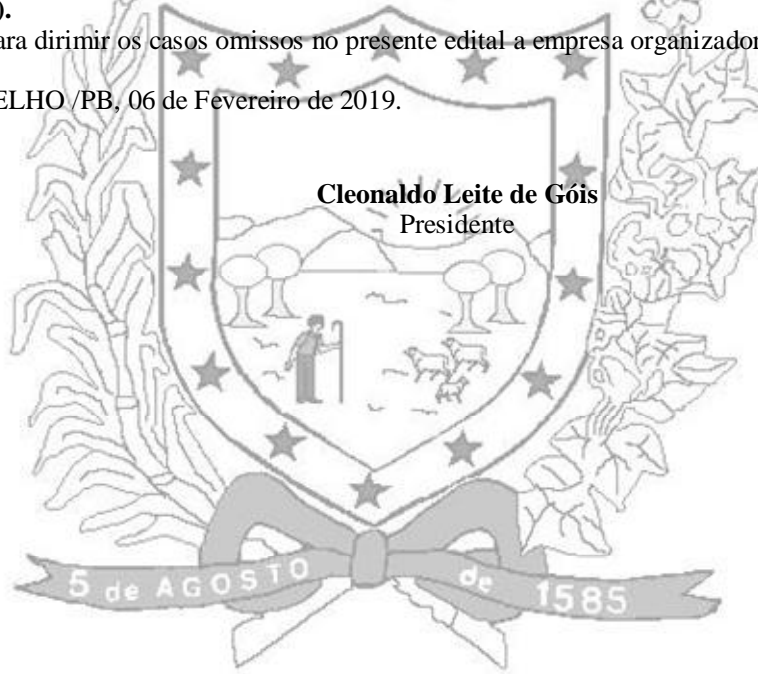 ).
ara dirimir os casos omissos no presente edital a empresa organizador
ELHO /PB, 06 de Fevereiro de 2019.
Cleonaldo Leite de Góis
Presidente
5 de AGOSTO de 1585